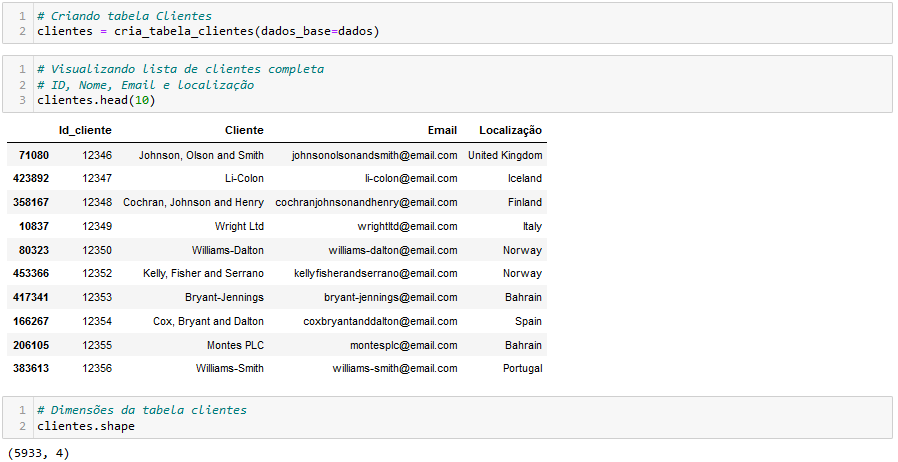 1 # Criando tabela Clientes
2 clientes = cria_tabela_clientes(dados_base=dados)
1 # Visualizando lista de clientes completa
2 # ID, Nome, Email e localização
3 clientes.head(10)
Id_cliente Cliente Email Localização
71080 12346 Johnson, Olson and Smith johnsonolsonandsmith@email.com United Kingdom
423892 12347 Li-Colon li-colon@email.com Iceland
358167 12348 Cochran, Johnson and Henry cochranjohnsonandhenry@email.com Finland
10837 12349 Wright Ltd wrightltd@email.com Italy
80323 12350 Williams-Dalton williams-dalton@email.com Norway
453366 12352 Kelly, Fisher and Serrano kellyfisherandserrano@email.com Norway
417341 12353 Bryant-Jennings bryant-jennings@email.com Bahrain
166267 12354 Cox, Bryant and Dalton coxbryantanddalton@email.com Spain
206105 12355 Montes PLC montesplc@email.com Bahrain
383613 12356 Williams-Smith williams-smith@email.com Portugal
1 # Dimensões da tabela clientes
2 clientes.shape
(5933, 4)